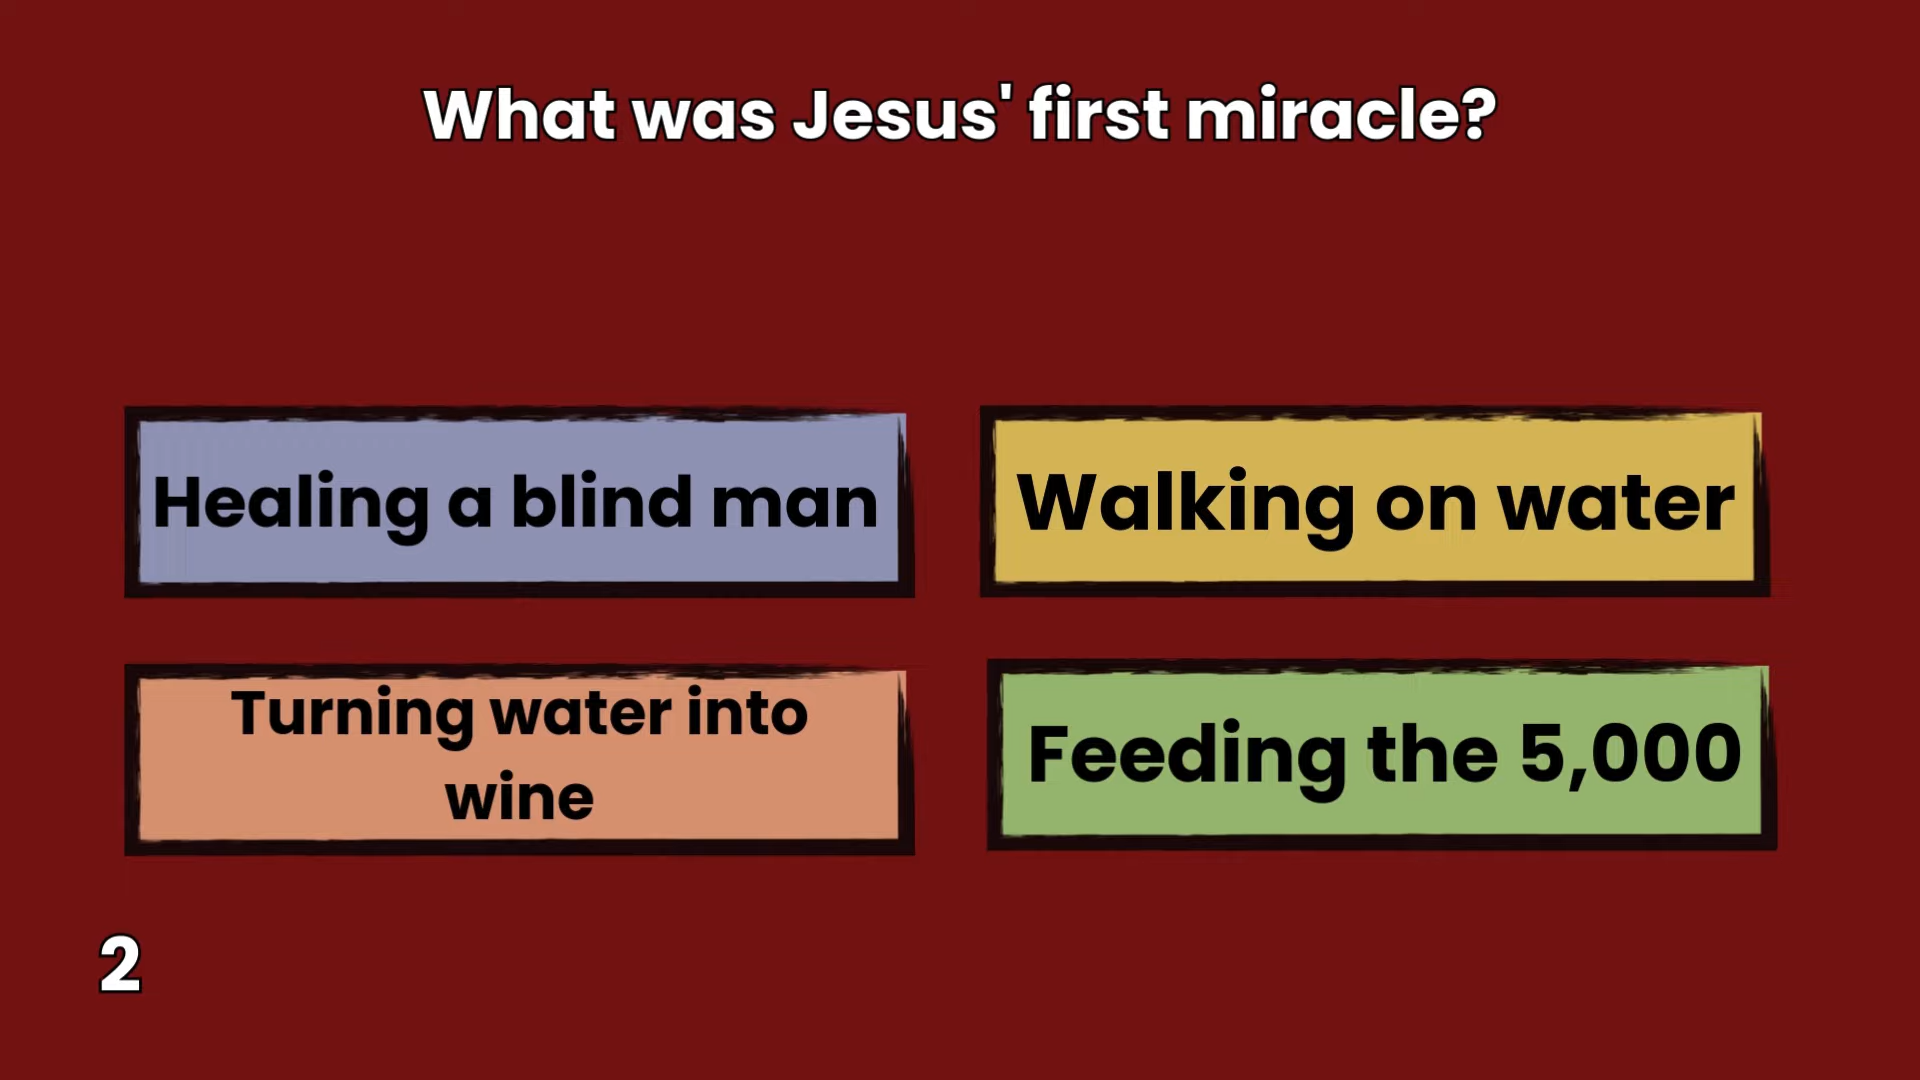 What was Jesus' first miracle?
Healing a blind man
Walking on water
Turning water into
wine
Feeding the 5,000
2